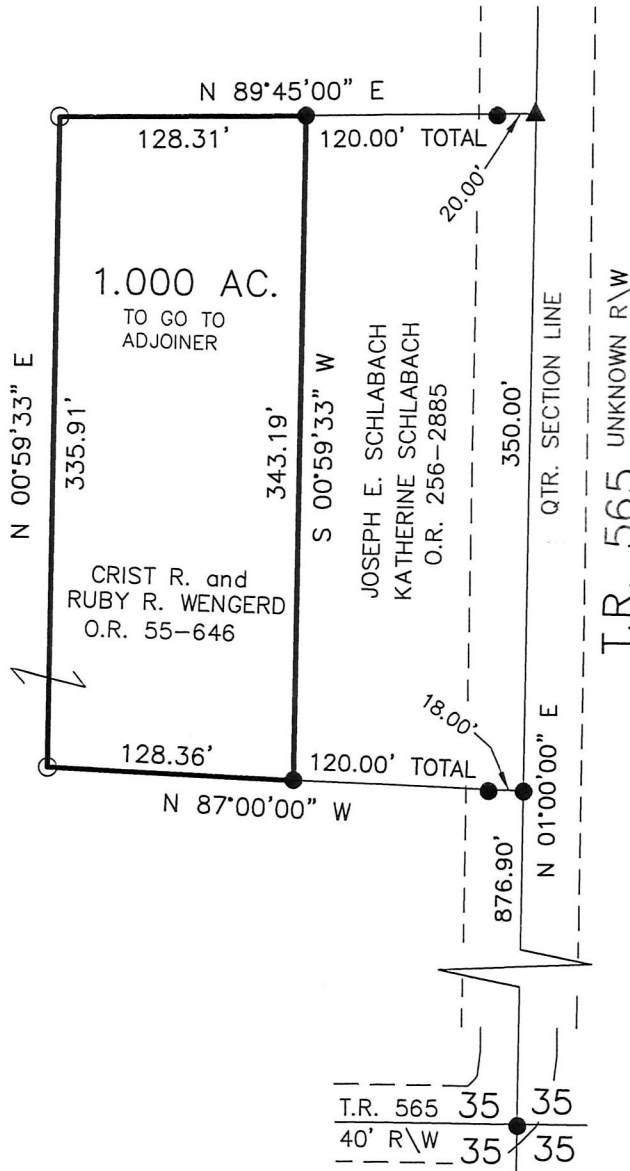 N 89°45'00" E
128.31'
120.00' TOTAL
20.00'
1.000 AC.
TO GO TO
ADJOINER
N 00°59'33" E
335.91'
343.19'
S 00°59'33" W
JOSEPH E. SCHLABACH
KATHERINE SCHLABACH
O.R. 256-2885
350.00'
QTR. SECTION LINE
T.R. 565 UNKNOWN R\W
CRIST R. and
RUBY R. WENGERD
O.R. 55-646
128.36'
120.00' TOTAL
18.00'
N 87°00'00" W
876.90'
N 01°00'00" E
T.R. 565 35 35
40' R\W 35 35